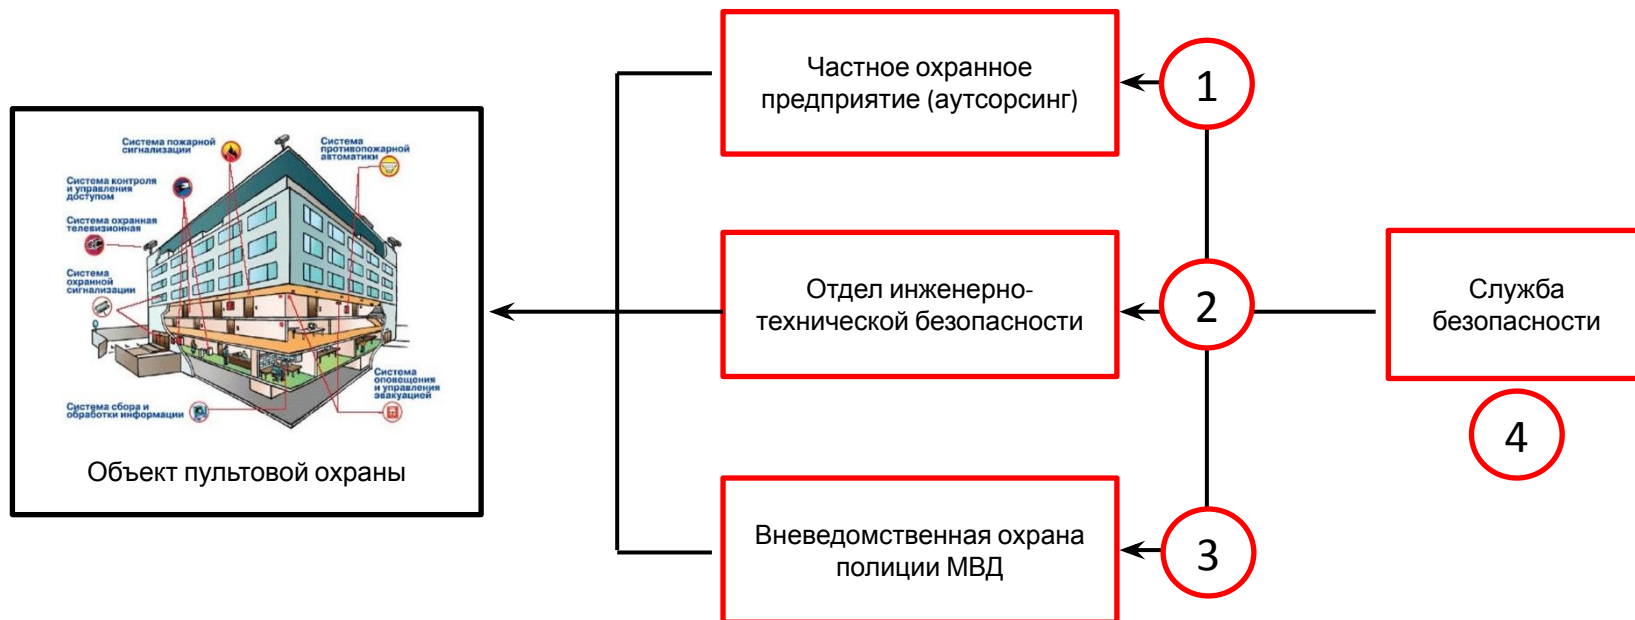 Система пожарной
сигнализации
Система
противопожарной
автоматики
Система контроля
и управления
доступом
Система охранная
телевизионная
Система
охранной
сигнализации
Система
оповещения
и управления
эвакуацией
Система сбора и
обработки информации
Объект пультовой охраны
Частное охранное
предприятие (аутсорсинг)
1
Отдел инженерно-
технической безопасности
2
Служба
безопасности
4
Вневедомственная охрана
полиции МВД
3